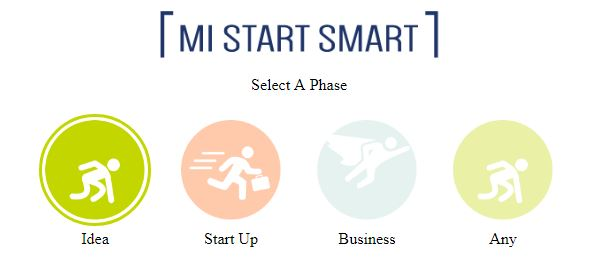 MI START SMART
Select A Phase
Idea
Start Up
Business
Any